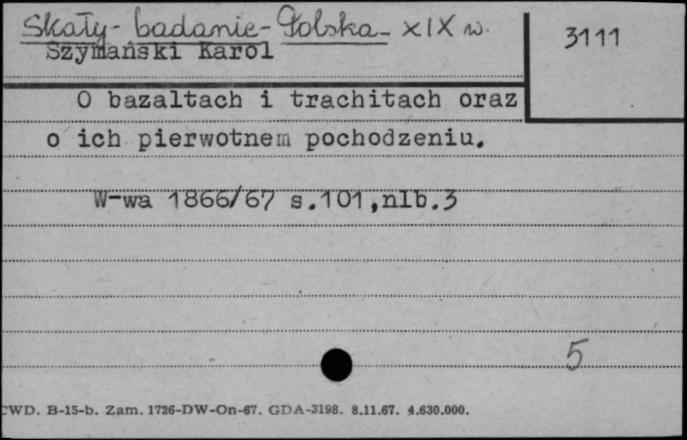 Skały - badanie - Polska - XIX w.
3111
Szymański Karol
O bazaltach i trachitach oraz
o ich pierwotnem pochodzeniu.
W-wa 1866/67 s.101,nlb.3
5
CWD. B-15-b. Zam. 1726-DW-On-67. GDA-3198. 8.11.67. 4.630.000.